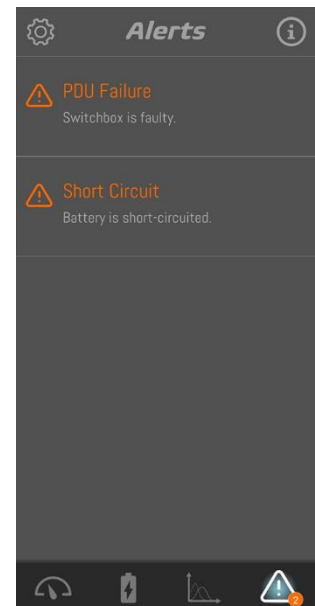 Alerts
PDU Failure
Switchbox is faulty.
Short Circuit
Battery is short-circuited.
2